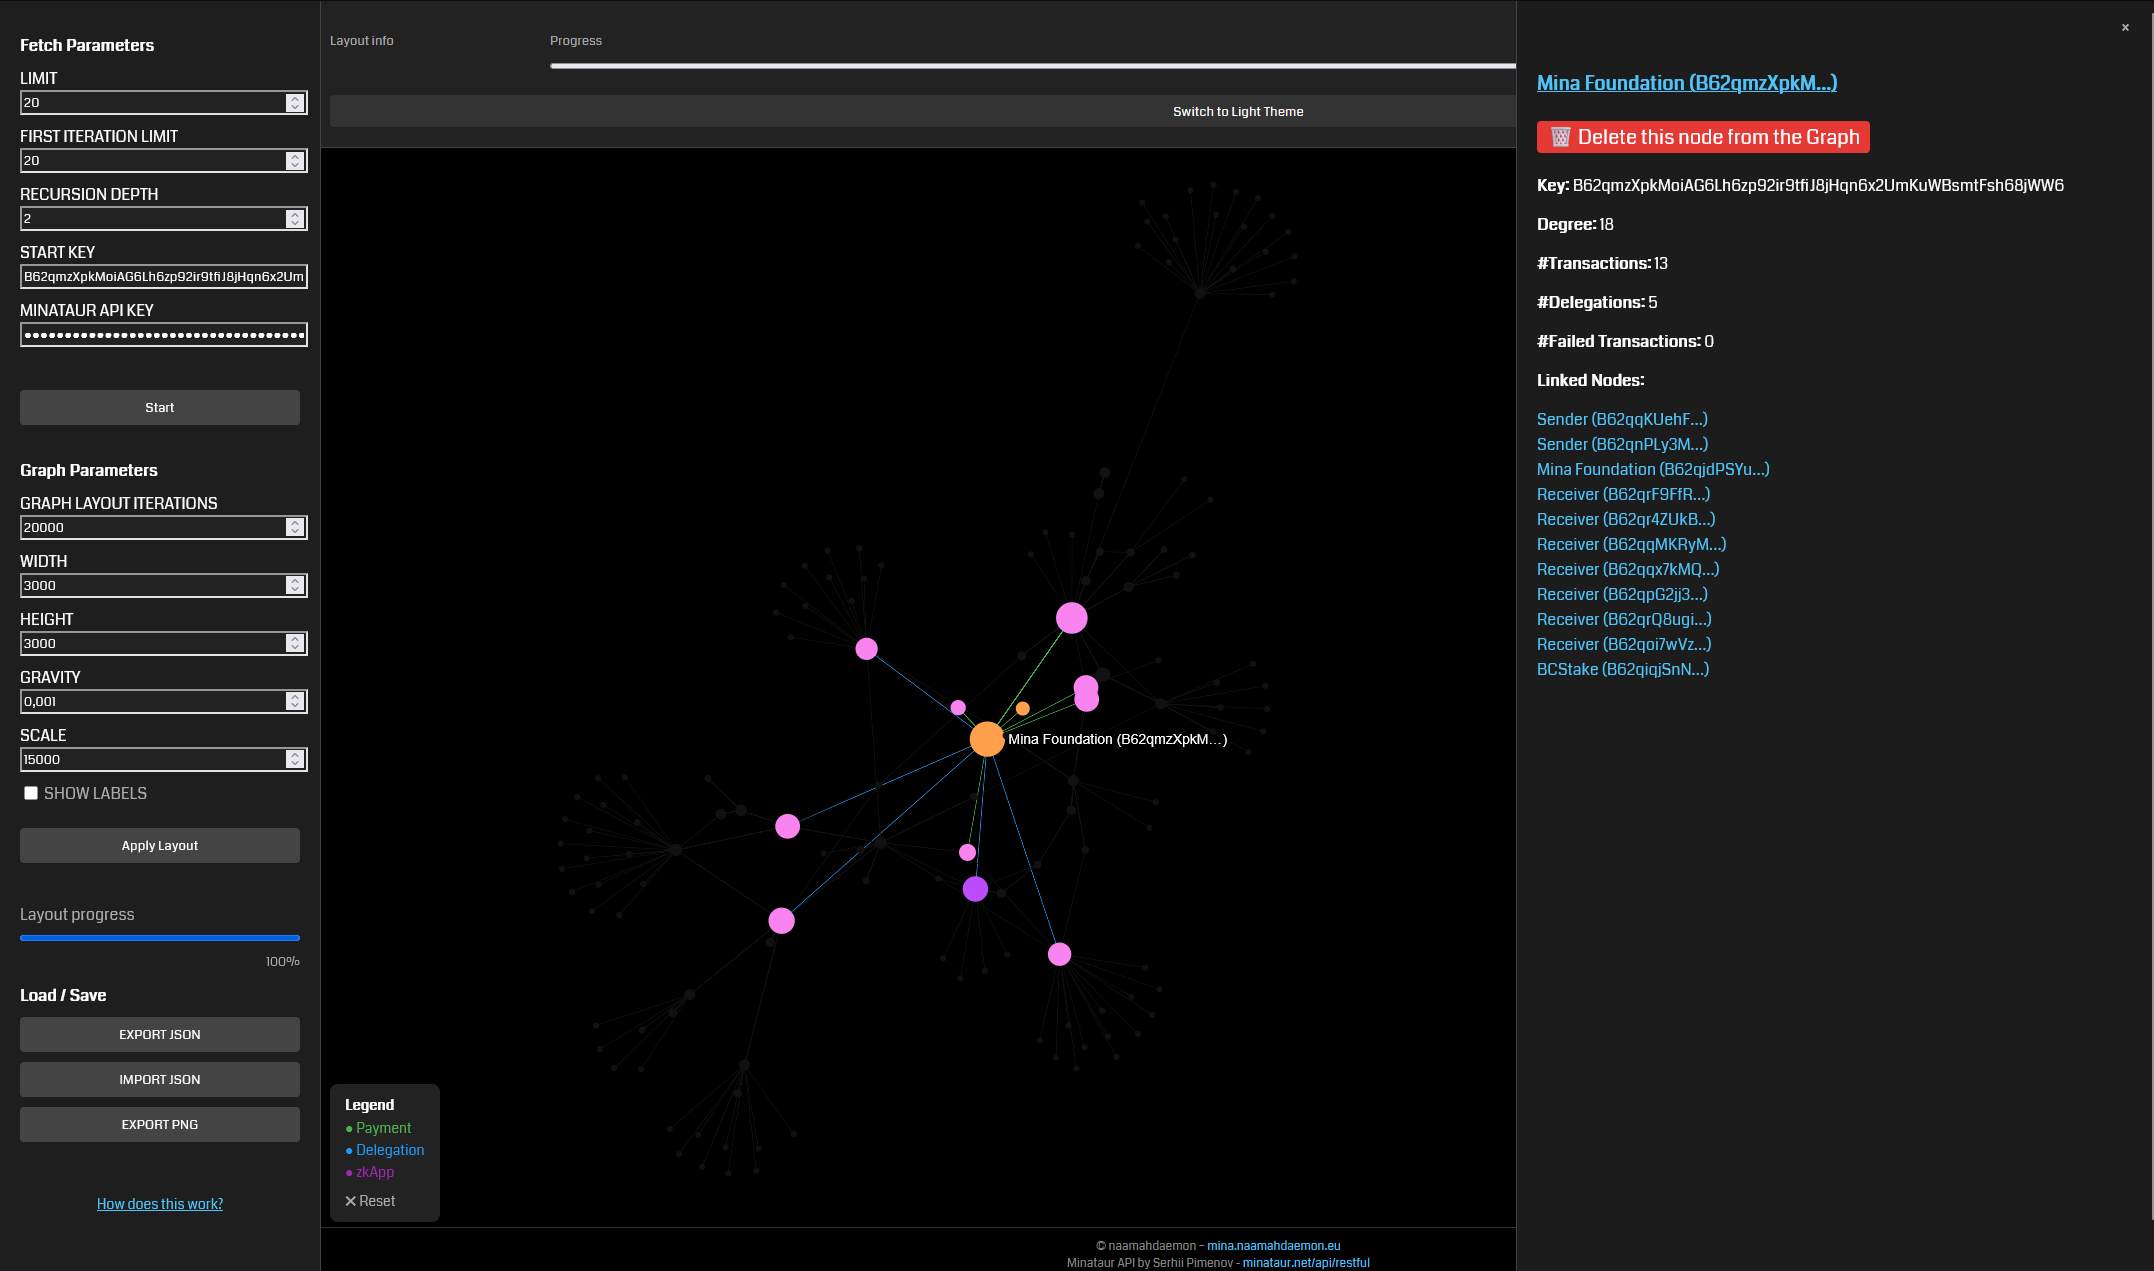 Fetch Parameters
LIMIT
20
FIRST ITERATION LIMIT
20
RECURSION DEPTH
2
START KEY
B62qmzXpkMoiAG6Lh6zp92ir9tfiJ8jHqn6x2Um
MINATAUR API KEY
Start
Graph Parameters
GRAPH LAYOUT ITERATIONS
20000
WIDTH
3000
HEIGHT
3000
GRAVITY
0,001
SCALE
15000
SHOW LABELS
Apply Layout
Layout progress
100%
Load / Save
EXPORT JSON
IMPORT JSON
EXPORT PNG
How does this work?
Layout info
Progress
Switch to Light Theme
Mina Foundation (B62qmzXpkM...)
Legend
● Payment
● Delegation
● zkApp
✕ Reset
© naamahdaemon - mina.naamahdaemon.eu
Minataur API by Serhii Pimenov - minataur.net/api/restful
×
Mina Foundation (B62qmzXpkM...)
🗑 Delete this node from the Graph
Key: B62qmzXpkMoiAG6Lh6zp92ir9tfiJ8jHqn6x2UmKuWBsmtFsh68jWW6
Degree: 18
#Transactions: 13
#Delegations: 5
#Failed Transactions: 0
Linked Nodes:
Sender (B62qqKUehF...)
Sender (B62qnPLy3M...)
Mina Foundation (B62qjdPSYu...)
Receiver (B62qrF9FfR...)
Receiver (B62qr4ZUkB...)
Receiver (B62qqMKRyM...)
Receiver (B62qqx7kMQ...)
Receiver (B62qpG2jj3...)
Receiver (B62qrQ8ugi...)
Receiver (B62qoi7wVz...)
BCStake (B62qiqjSnN...)